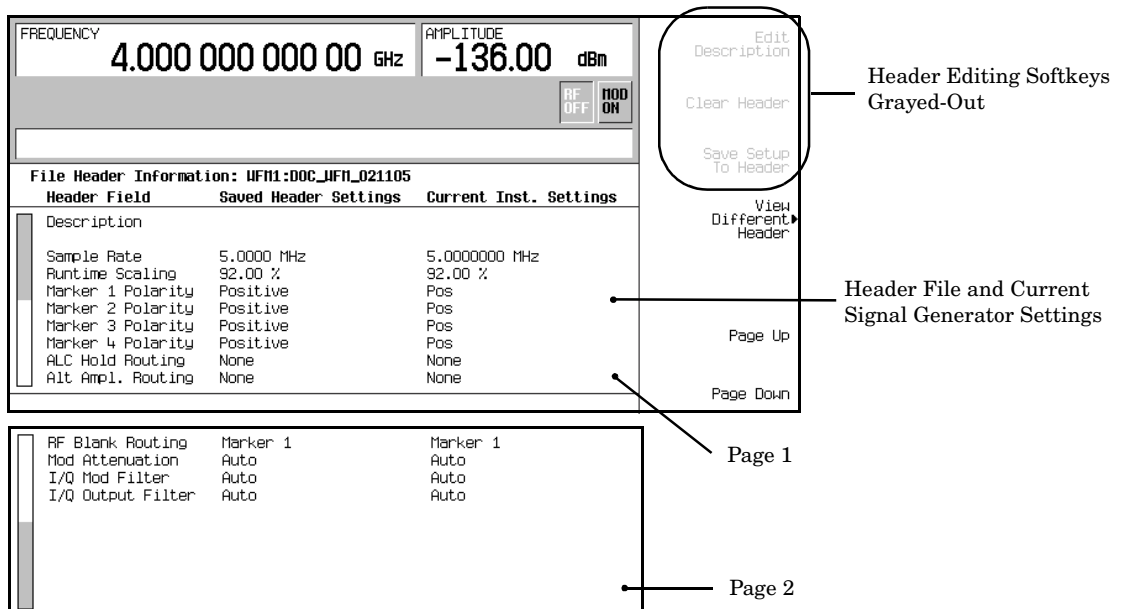 FREQUENCY
4.000 000 000 00 GHz
AMPLITUDE
-136.00 dBm
RF OFF
MOD ON
Edit Description
Clear Header
Save Setup To Header
View Different Header
Page Up
Page Down
Header Editing Softkeys
Grayed-Out
File Header Information: WFM1:DOC_WFM_021105
Header Field Saved Header Settings Current Inst. Settings
Description
Sample Rate 5.0000 MHz 5.0000000 MHz
Runtime Scaling 92.00 % 92.00 %
Marker 1 Polarity Positive Pos
Marker 2 Polarity Positive Pos
Marker 3 Polarity Positive Pos
Marker 4 Polarity Positive Pos
ALC Hold Routing None None
Alt Ampl. Routing None None
Header File and Current
Signal Generator Settings
Page 1
RF Blank Routing Marker 1 Marker 1
Mod Attenuation Auto Auto
I/Q Mod Filter Auto Auto
I/Q Output Filter Auto Auto
Page 2